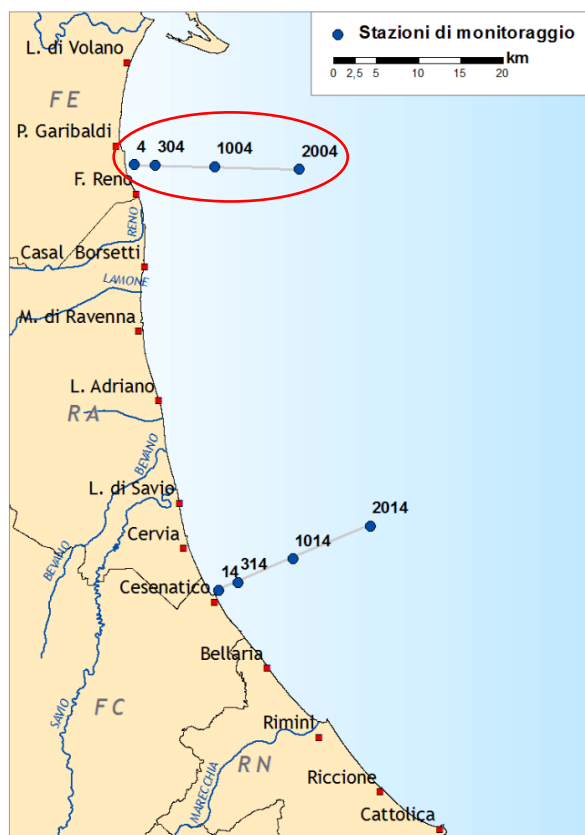 Stazioni di monitoraggio
km
0 2,5 5 10 15 20
L. di Volano
FE
P. Garibaldi
4 304 1004 2004
F. Reno
RENO
Casal Borsetti
LAMONE
M. di Ravenna
L. Adriano
RA
BEVANO
L. di Savio
2014
Cervia
1014
BEVANO
14 314
Cesenatico
Bellaria
FC
SAVIO
Rimini
RN
MARECCHIA
Riccione
Cattolica